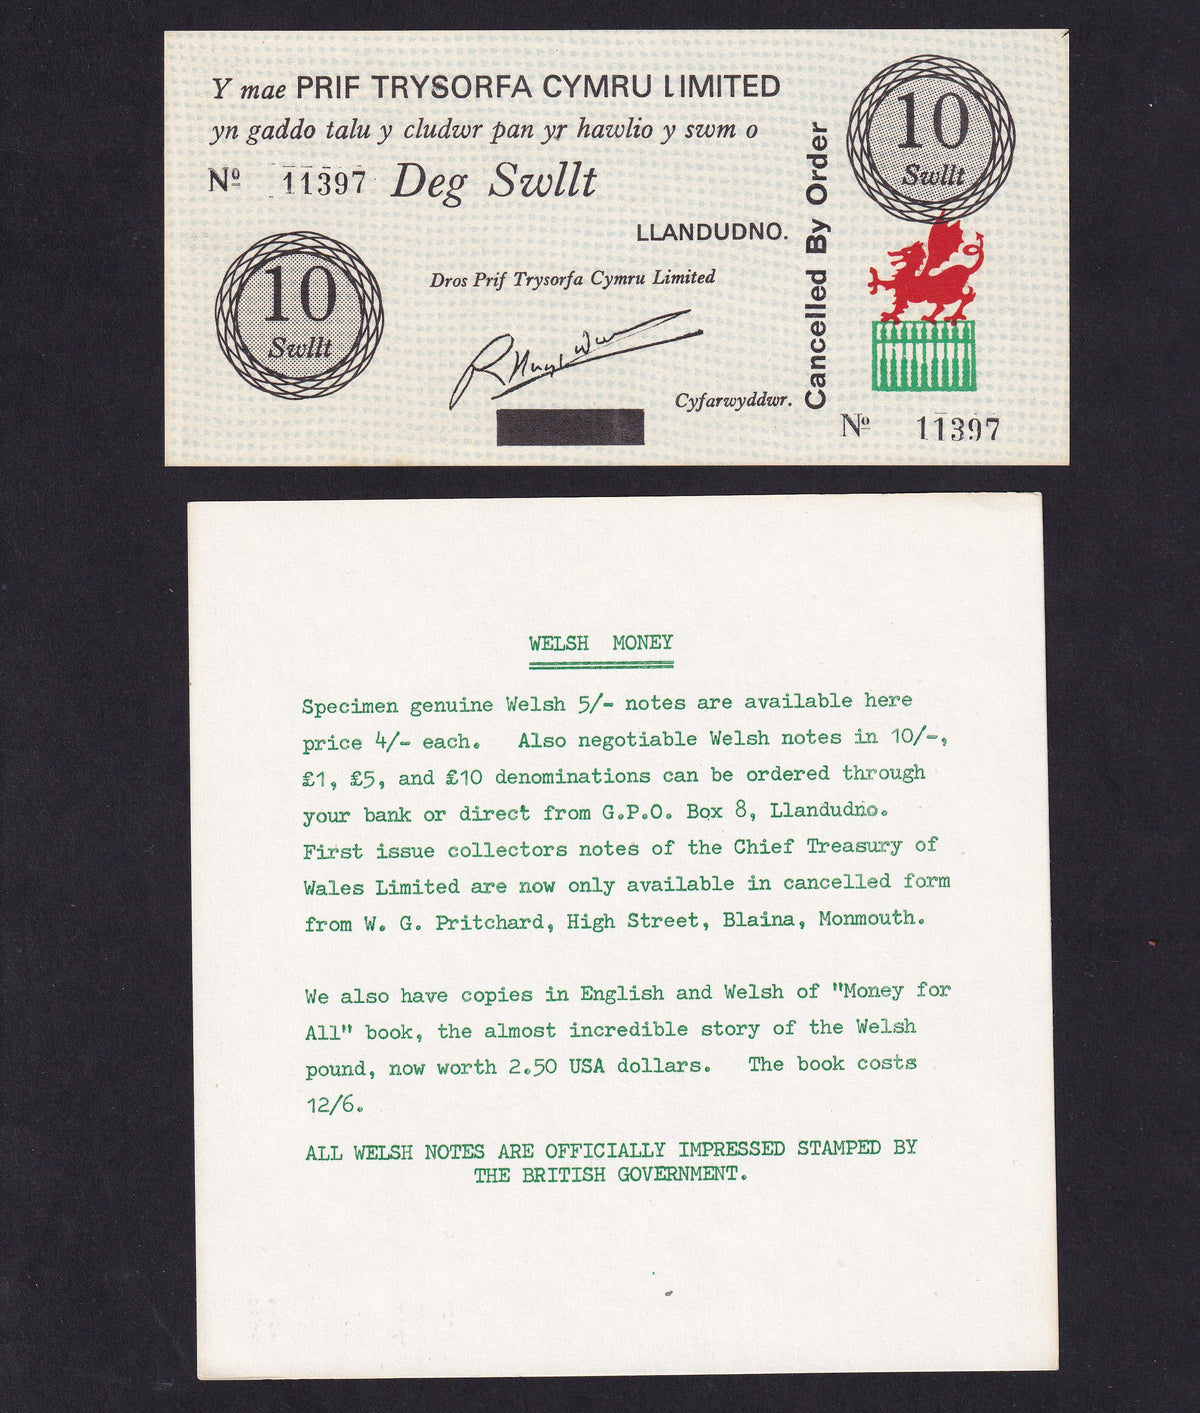 Y mae PRIF TRYSORFA CYMRU LIMITED
yn gaddo talu y cludwr pan yr hawlio y swm o
Nº 11397 Deg Swllt
LLANDUDNO.
Dros Prif Trysorfa Cymru Limited
Cyfarwyddwr.
10
Swllt
Cancelled By Order
10
Swllt
Nº 11397
WELSH MONEY
Specimen genuine Welsh 5/- notes are available here
price 4/- each. Also negotiable Welsh notes in 10/-,
£1, £5, and £10 denominations can be ordered through
your bank or direct from G.P.O. Box 8, Llandudno.
First issue collectors notes of the Chief Treasury of
Wales Limited are now only available in cancelled form
from W. G. Pritchard, High Street, Blaina, Monmouth.
We also have copies in English and Welsh of "Money for
All" book, the almost incredible story of the Welsh
pound, now worth 2.50 USA dollars. The book costs
12/6.
ALL WELSH NOTES ARE OFFICIALLY IMPRESSED STAMPED BY
THE BRITISH GOVERNMENT.